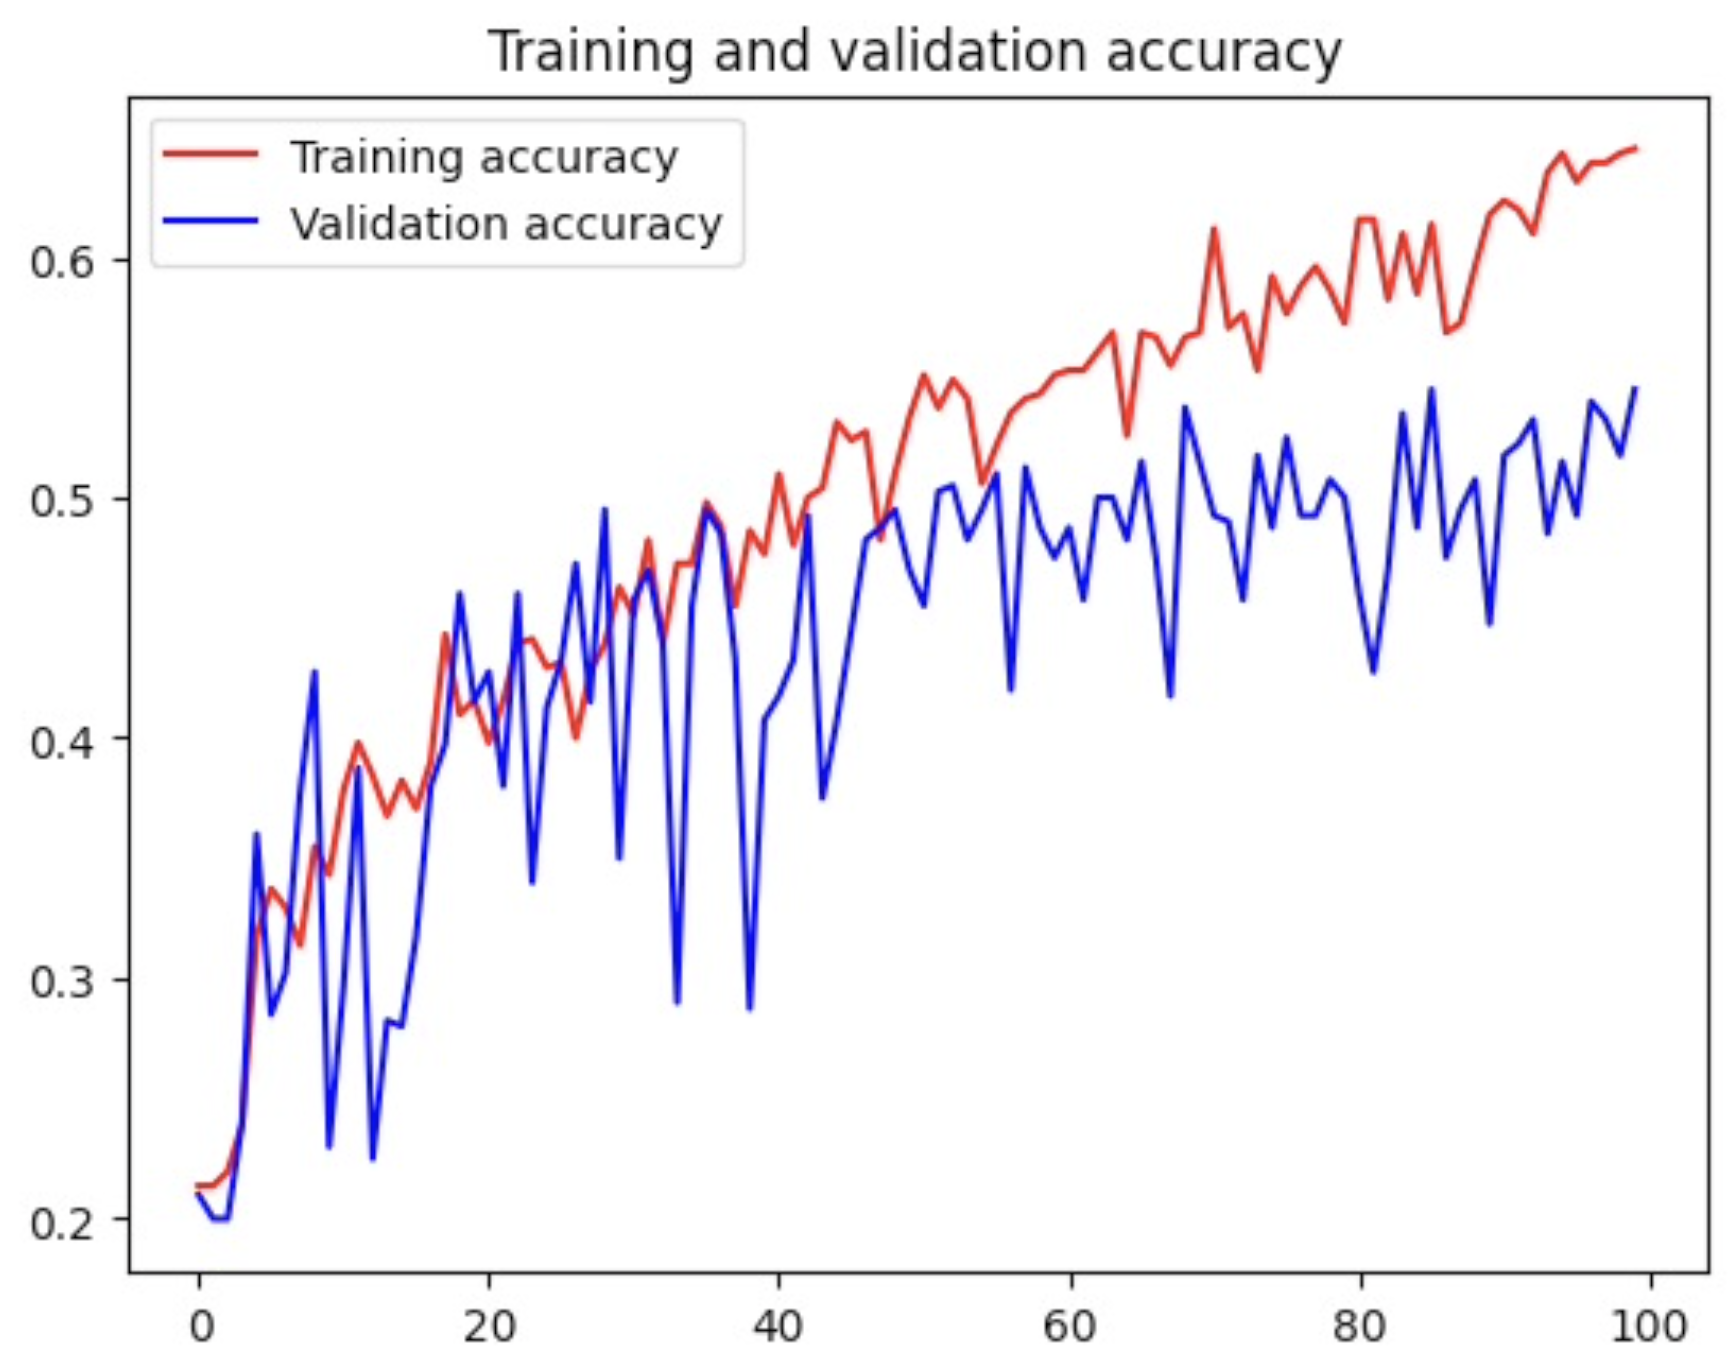 Training and validation accuracy
Training accuracy
Validation accuracy
0.6
0.5
0.4
0.3
0.2
0 20 40 60 80 100